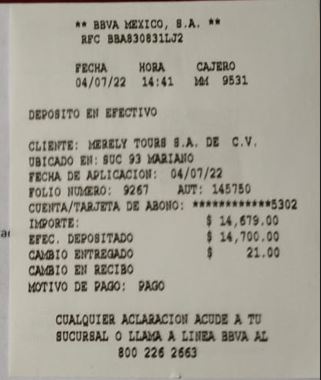 ** BBVA MEXICO, S.A. **
RFC BBA830831LJ2
FECHA HORA CAJERO
04/07/22 14:41 MM 9531
DEPOSITO EN EFECTIVO
CLIENTE: MERELY TOURS S.A. DE C.V.
UBICADO EN: SUC 93 MARIANO
FECHA DE APLICACION: 04/07/22
FOLIO NUMERO: 9267 AUT: 145750
CUENTA/TARJETA DE ABONO: ************5302
IMPORTE: $ 14,679.00
EFEC. DEPOSITADO $ 14,700.00
CAMBIO ENTREGADO $ 21.00
CAMBIO EN RECIBO
MOTIVO DE PAGO: PAGO
CUALQUIER ACLARACION ACUDE A TU
SUCURSAL O LLAMA A LINEA BBVA AL
800 226 2663